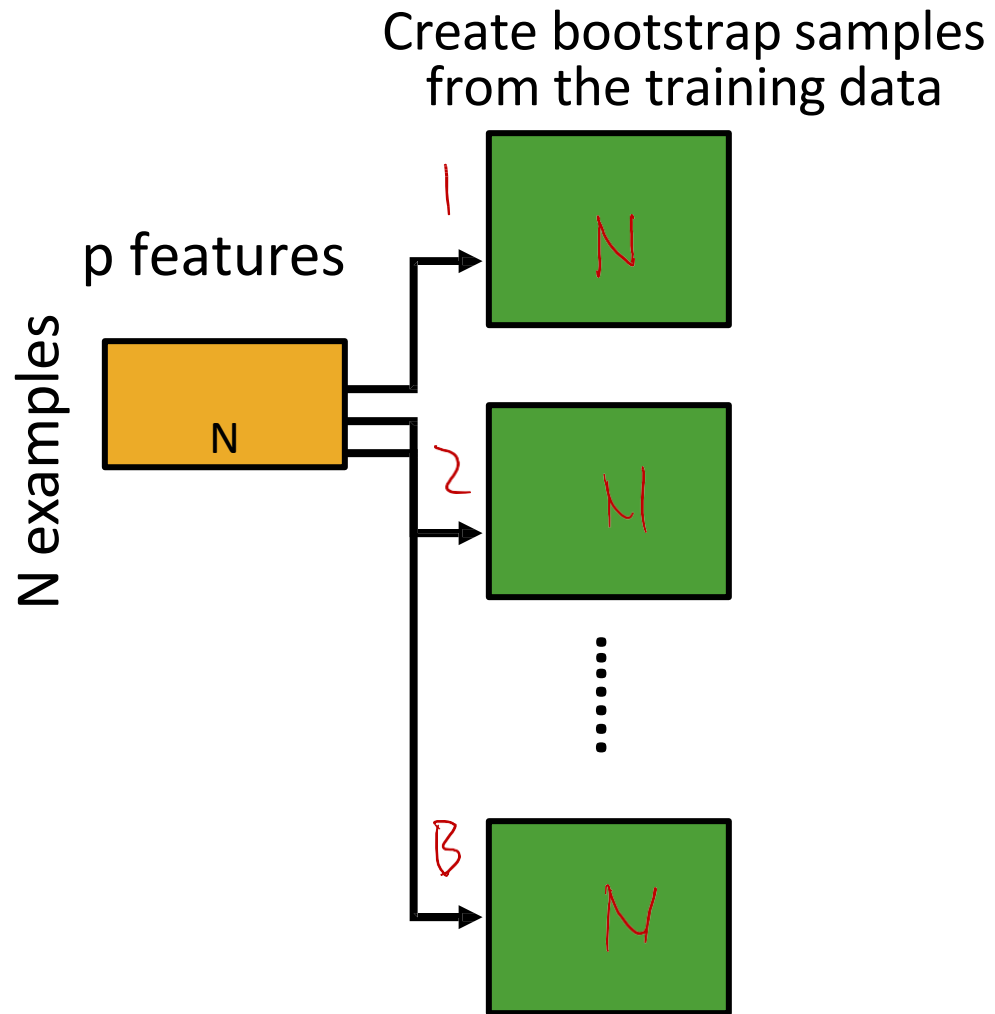 Create bootstrap samples
from the training data
1
N
p features
N examples
N
2
N
B
N